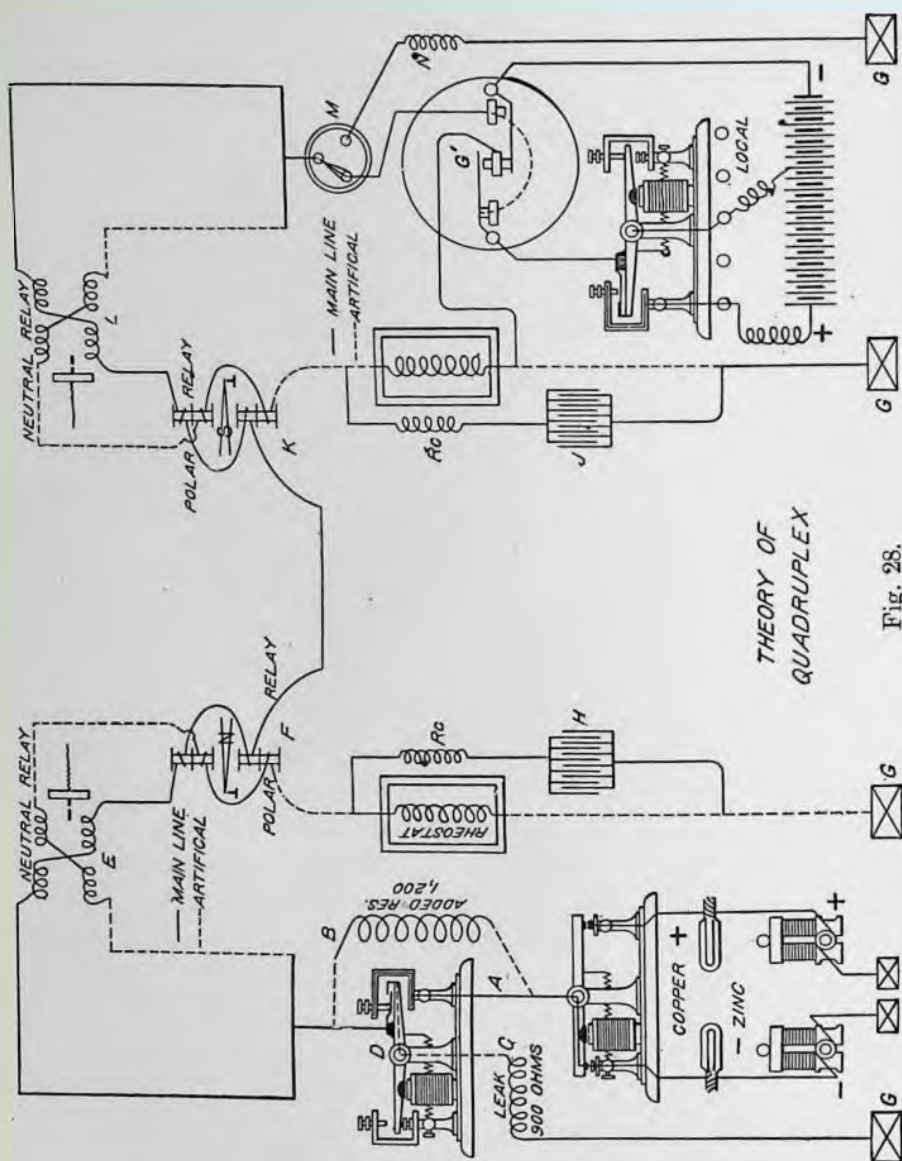 NEUTRAL RELAY
E
— MAIN LINE
--- ARTIFICAL
POLAR
N
RELAY
F
B
ADDED RES.
1,200
D
A
LEAK
900 OHMS
C
COPPER +
- ZINC
-
+
G
RHEOSTAT
Rc
H
G
NEUTRAL RELAY
L
POLAR
RELAY
S
K
— MAIN LINE
--- ARTIFICAL
M
N
G'
Rc
J
LOCAL
+
-
G
G
THEORY OF
QUADRUPLEX
Fig. 28.